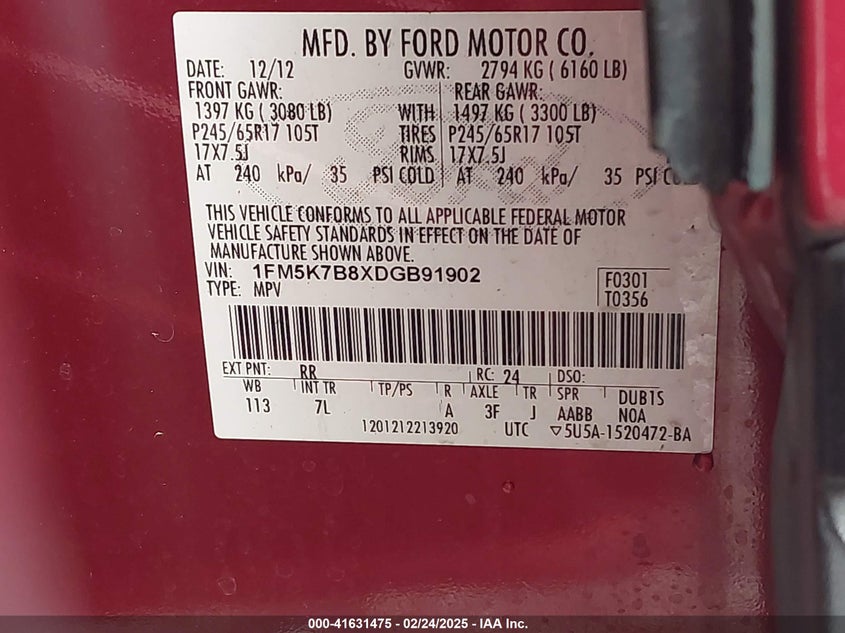 MFD. BY FORD MOTOR CO.
DATE: 12/12 GVWR: 2794 KG ( 6160 LB)
FRONT GAWR: REAR GAWR:
1397 KG ( 3080 LB) WITH 1497 KG ( 3300 LB)
P245/65R17 105T TIRES P245/65R17 105T
17X7.5J RIMS 17X7.5J
AT 240 kPa/ 35 PSI COLD AT 240 kPa/ 35 PSI COLD
THIS VEHICLE CONFORMS TO ALL APPLICABLE FEDERAL MOTOR
VEHICLE SAFETY STANDARDS IN EFFECT ON THE DATE OF
MANUFACTURE SHOWN ABOVE.
VIN: 1FM5K7B8XDGB91902 F0301
TYPE: MPV T0356
EXT PNT: RR RC: 24 DSO:
WB INT TR TP/PS R AXLE TR SPR DUB1S
113 7L A 3F J AABB NOA
1201212213920 UTC ▽5U5A-1520472-BA
000-41631475 - 02/24/2025 - IAA Inc.